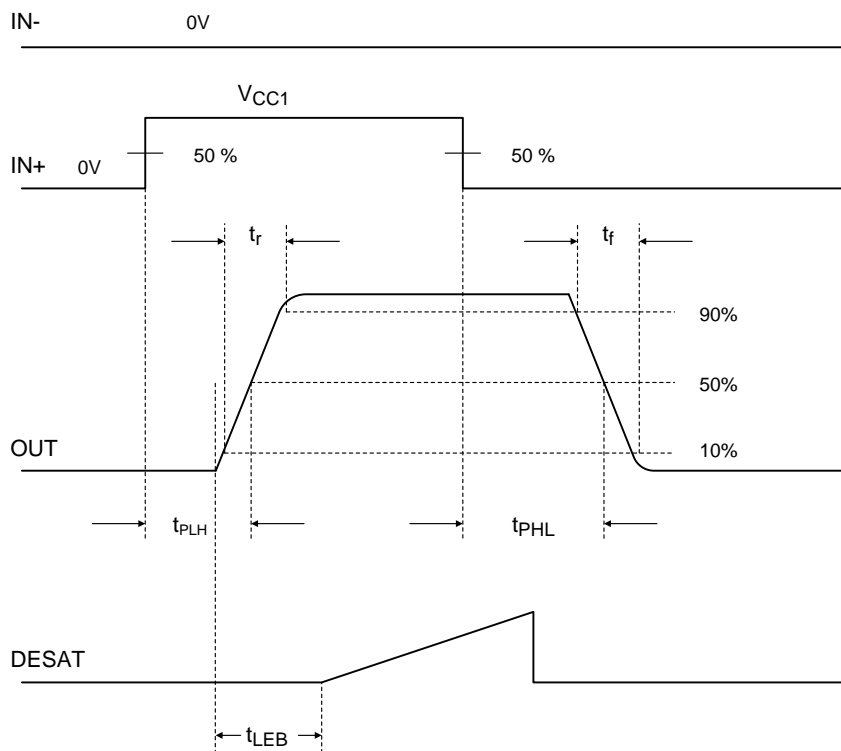 IN- 0V
VCC1
IN+ 0V 50 % 50 %
tr tf
90%
50%
OUT 10%
tPLH tPHL
DESAT
tLEB